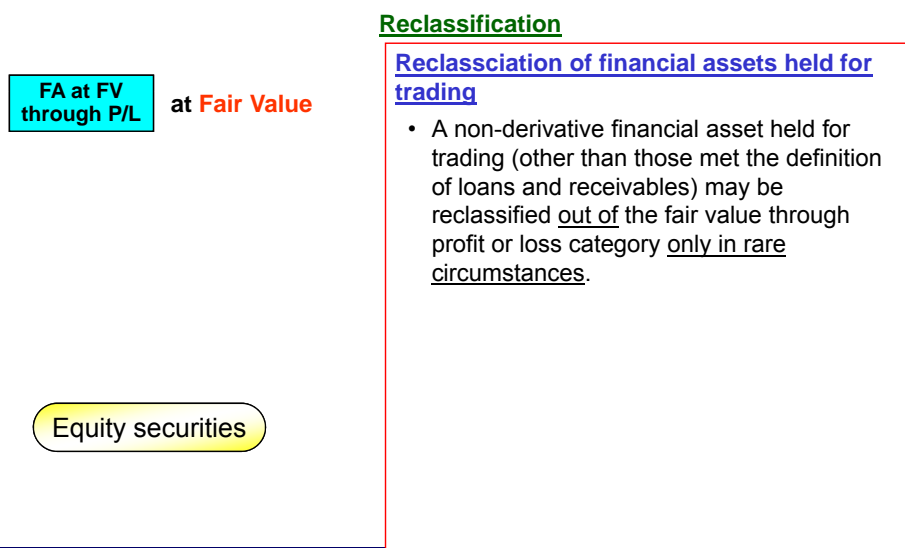 Reclassification
FA at FV
through P/L
at Fair Value
Reclassciation of financial assets held for
trading
• A non-derivative financial asset held for
trading (other than those met the definition
of loans and receivables) may be
reclassified out of the fair value through
profit or loss category only in rare
circumstances.
Equity securities